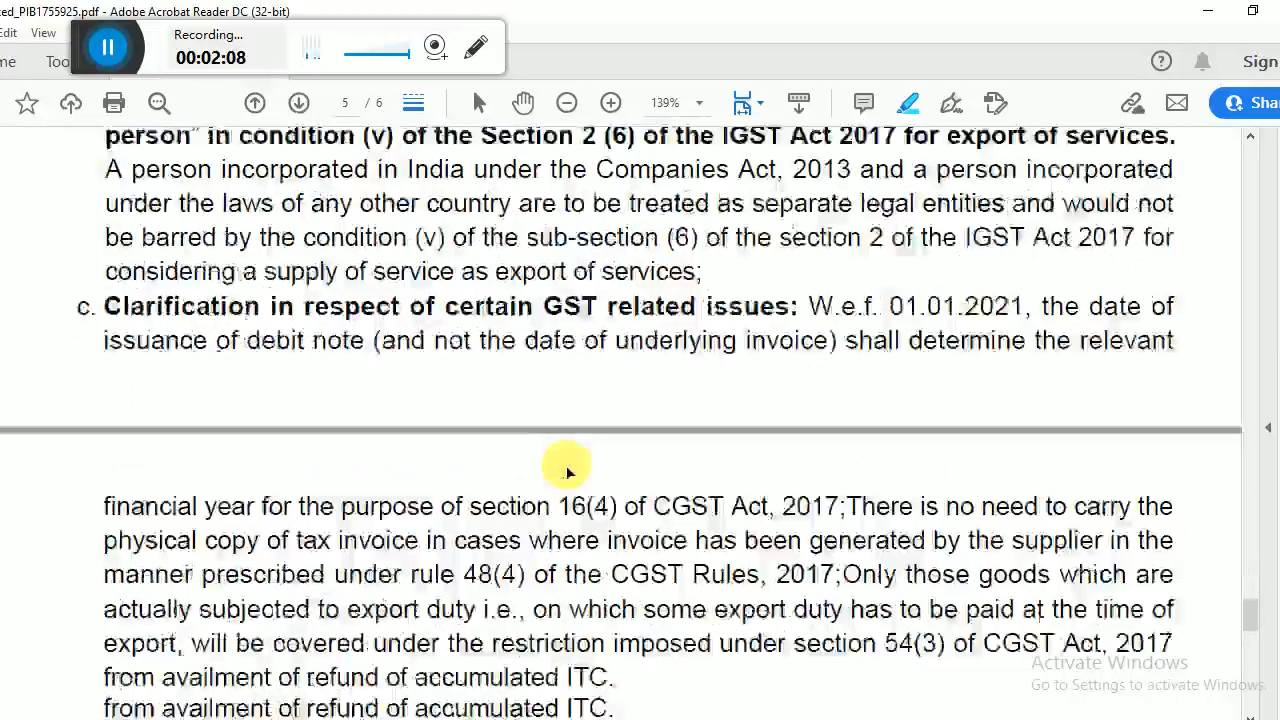 ed_PIB1755925.pdf - Adobe Acrobat Reader DC (32-bit)
Edit View
Recording...
00:02:08
me Too
Sign
5 / 6
139%
Shar
person" in condition (v) of the Section 2 (6) of the IGST Act 2017 for export of services.
A person incorporated in India under the Companies Act, 2013 and a person incorporated
under the laws of any other country are to be treated as separate legal entities and would not
be barred by the condition (v) of the sub-section (6) of the section 2 of the IGST Act 2017 for
considering a supply of service as export of services;
c. Clarification in respect of certain GST related issues: W.e.f. 01.01.2021, the date of
issuance of debit note (and not the date of underlying invoice) shall determine the relevant
financial year for the purpose of section 16(4) of CGST Act, 2017;There is no need to carry the
physical copy of tax invoice in cases where invoice has been generated by the supplier in the
manner prescribed under rule 48(4) of the CGST Rules, 2017;Only those goods which are
actually subjected to export duty i.e., on which some export duty has to be paid at the time of
export, will be covered under the restriction imposed under section 54(3) of CGST Act, 2017
from availment of refund of accumulated ITC.
from availment of refund of accumulated ITC.
Activate Windows
Go to Settings to activate Windows.